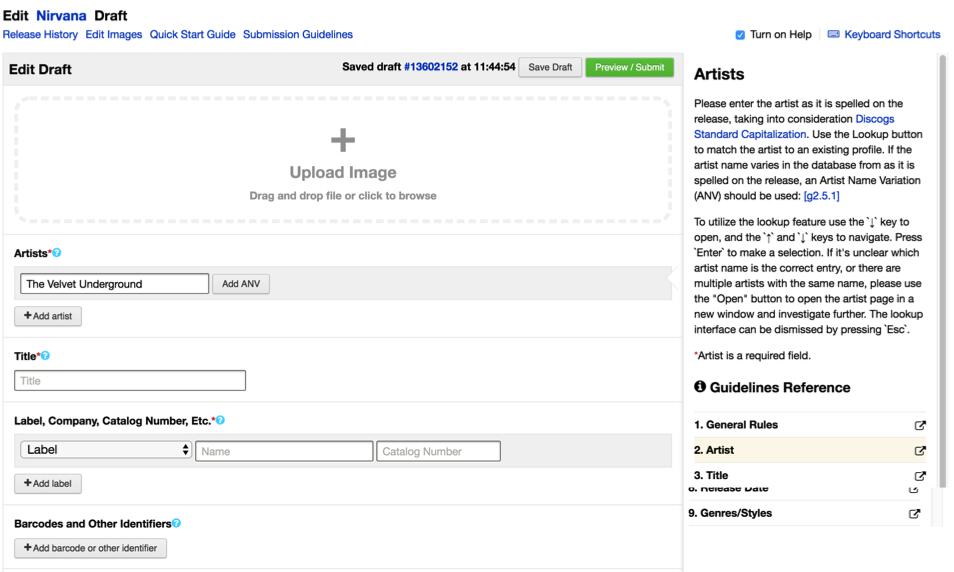 Edit Nirvana Draft
Release History Edit Images Quick Start Guide Submission Guidelines
Turn on Help
Keyboard Shortcuts
Edit Draft
Saved draft #13602152 at 11:44:54
Save Draft
Preview / Submit
Upload Image
Drag and drop file or click to browse
Artists*?
The Velvet Underground
Add ANV
+Add artist
Title*?
Title
Label, Company, Catalog Number, Etc.*?
Label
Name
Catalog Number
+Add label
Barcodes and Other Identifiers?
+Add barcode or other identifier
Artists
Please enter the artist as it is spelled on the
release, taking into consideration Discogs
Standard Capitalization. Use the Lookup button
to match the artist to an existing profile. If the
artist name varies in the database from as it is
spelled on the release, an Artist Name Variation
(ANV) should be used: [g2.5.1]
To utilize the lookup feature use the `↓` key to
open, and the `↑` and `↓` keys to navigate. Press
`Enter` to make a selection. If it's unclear which
artist name is the correct entry, or there are
multiple artists with the same name, please use
the "Open" button to open the artist page in a
new window and investigate further. The lookup
interface can be dismissed by pressing `Esc`.
*Artist is a required field.
Guidelines Reference
1. General Rules
2. Artist
3. Title
8. Release Date
9. Genres/Styles